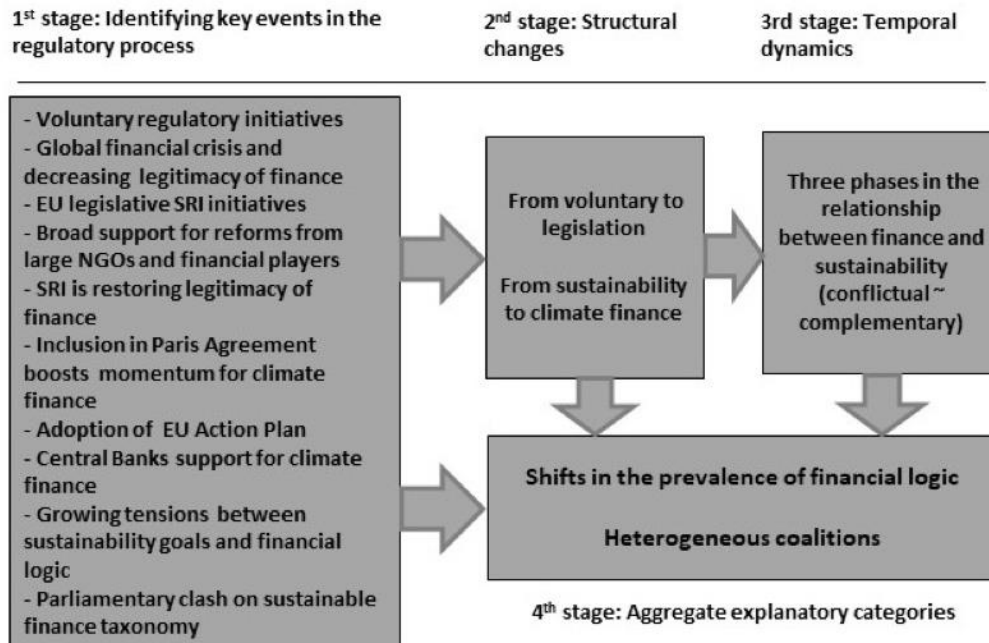 1st stage: Identifying key events in the
regulatory process
2nd stage: Structural
changes
3rd stage: Temporal
dynamics
- Voluntary regulatory initiatives
- Global financial crisis and
decreasing legitimacy of finance
- EU legislative SRI initiatives
- Broad support for reforms from
large NGOs and financial players
- SRI is restoring legitimacy of
finance
- Inclusion in Paris Agreement
boosts momentum for climate
finance
- Adoption of EU Action Plan
- Central Banks support for climate
finance
- Growing tensions between
sustainability goals and financial
logic
- Parliamentary clash on sustainable
finance taxonomy
From voluntary to
legislation
From sustainability
to climate finance
Three phases in the
relationship
between finance and
sustainability
(conflictual ~
complementary)
Shifts in the prevalence of financial logic
Heterogeneous coalitions
4th stage: Aggregate explanatory categories